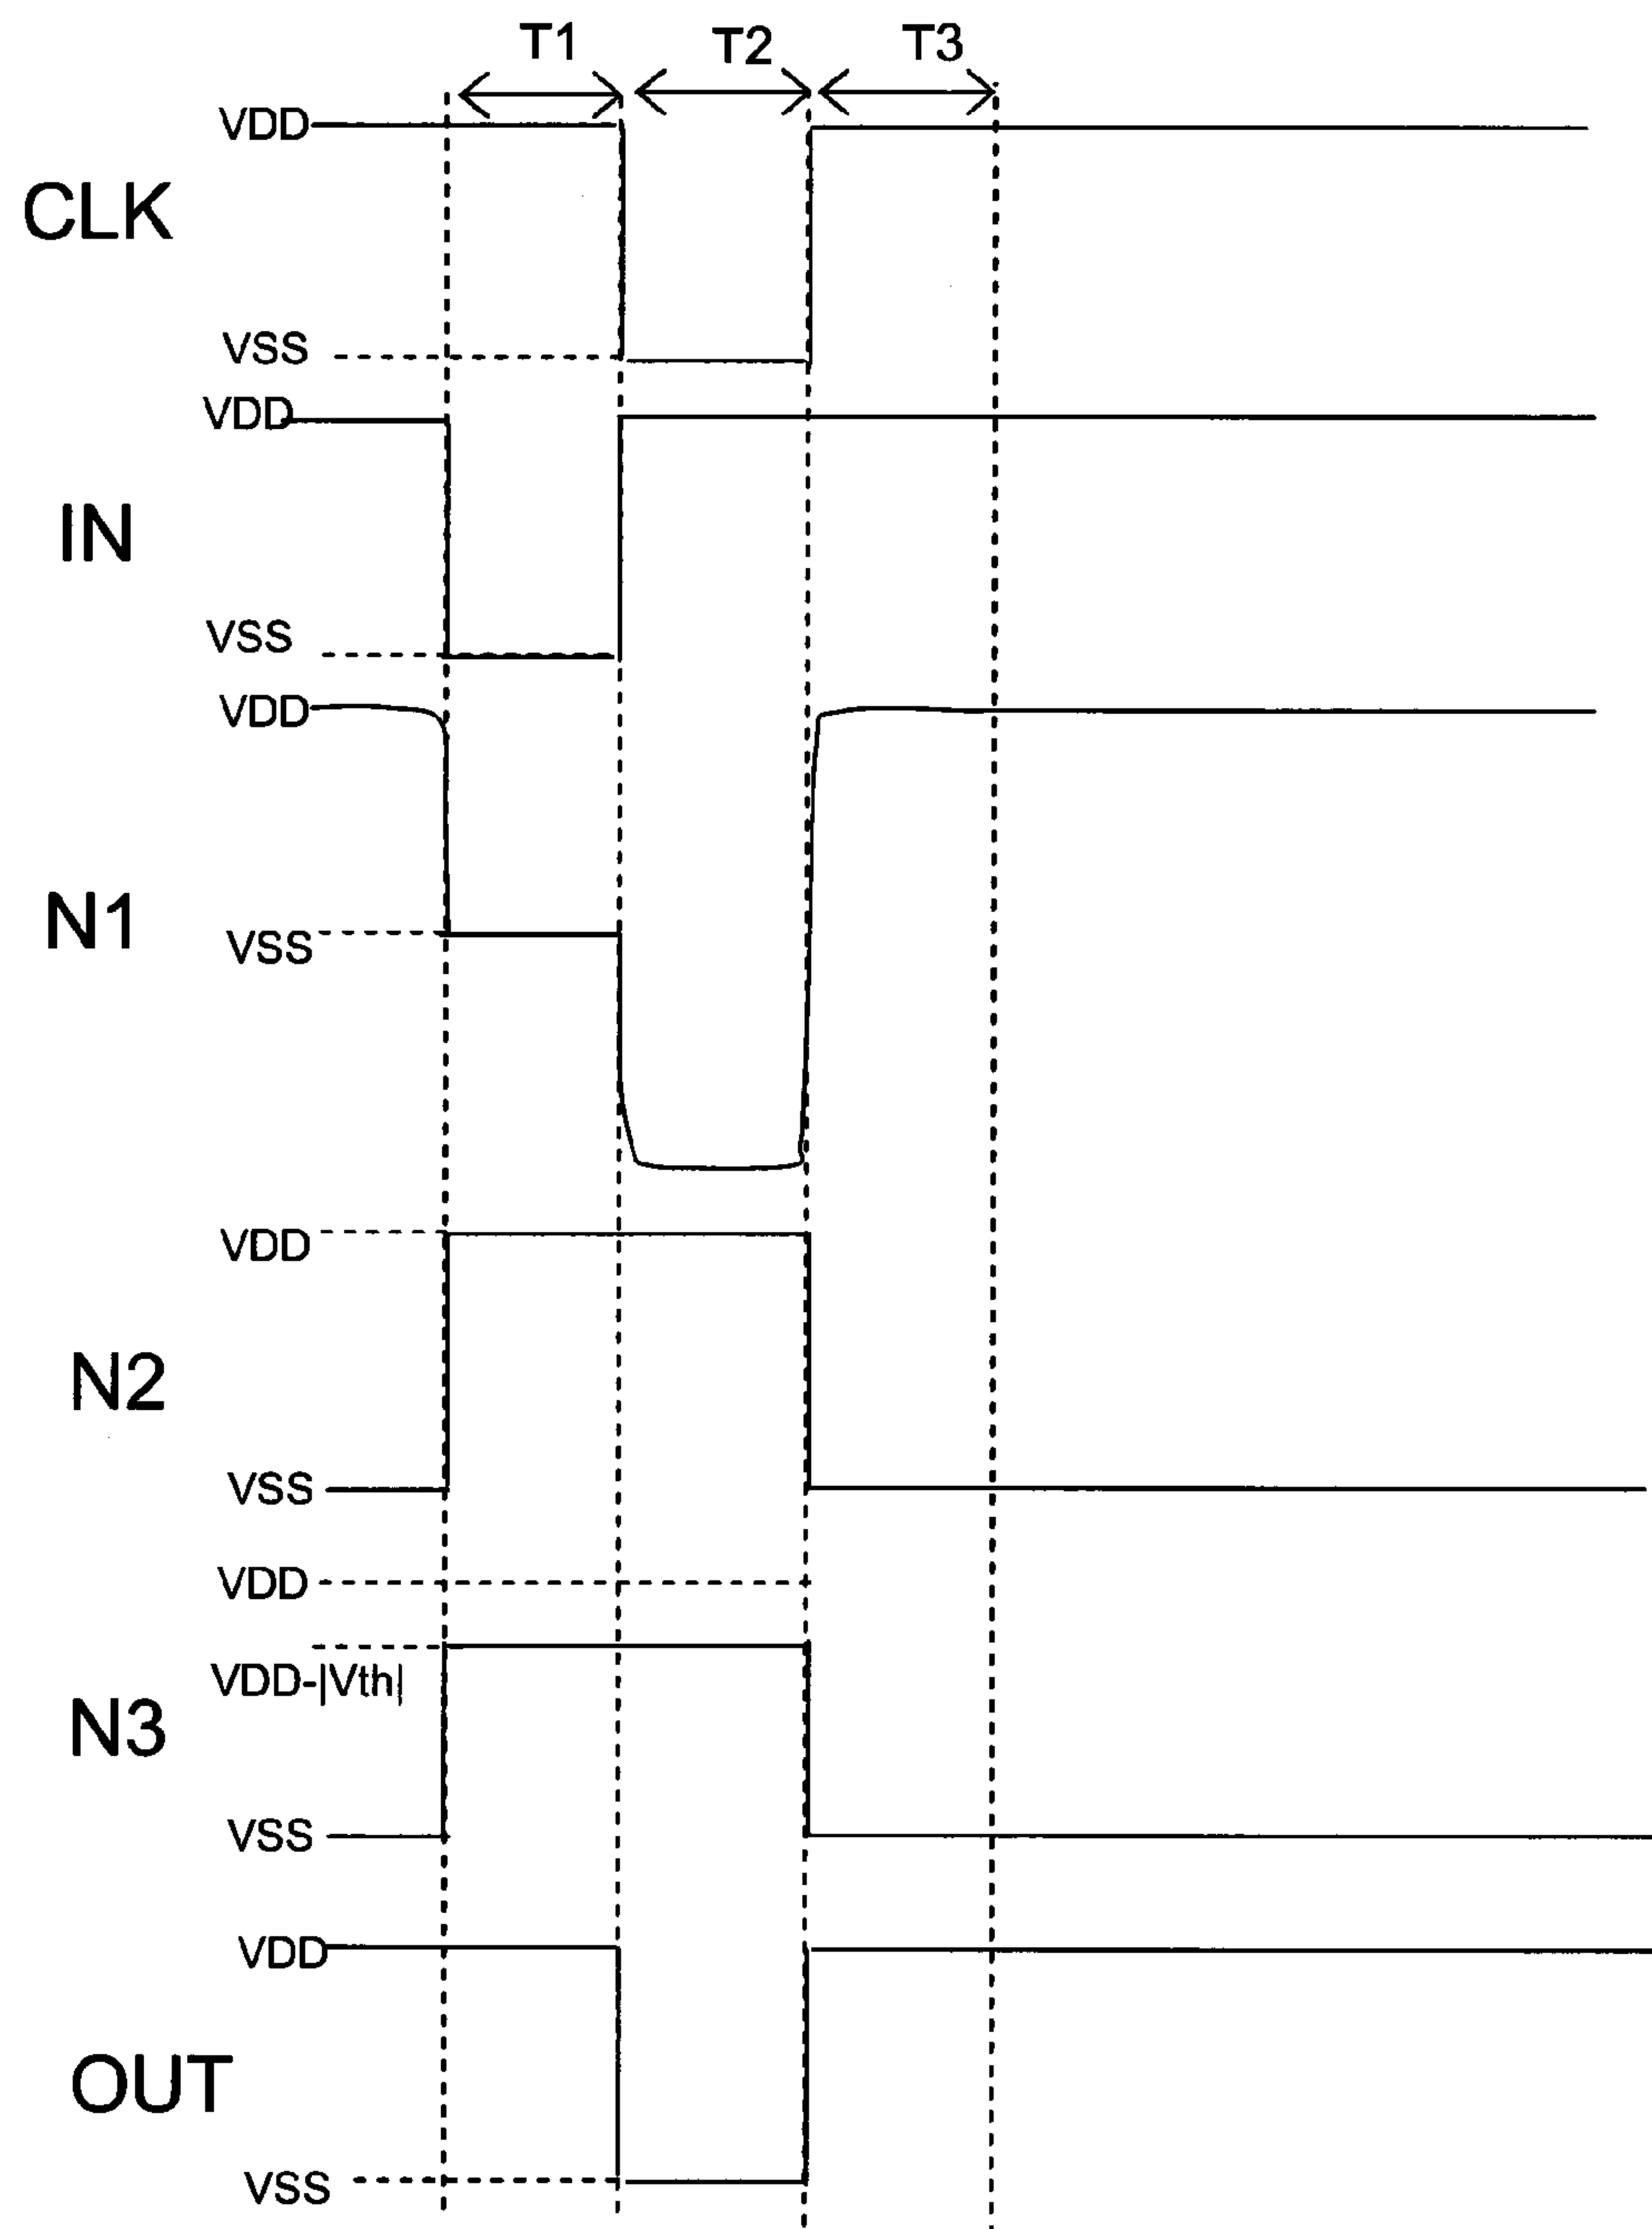 T1 T2 T3
VDD
CLK
VSS
VDD
IN
VSS
VDD
N1
VSS
VDD
N2
VSS
VDD
VDD-|Vth|
N3
VSS
VDD
OUT
VSS